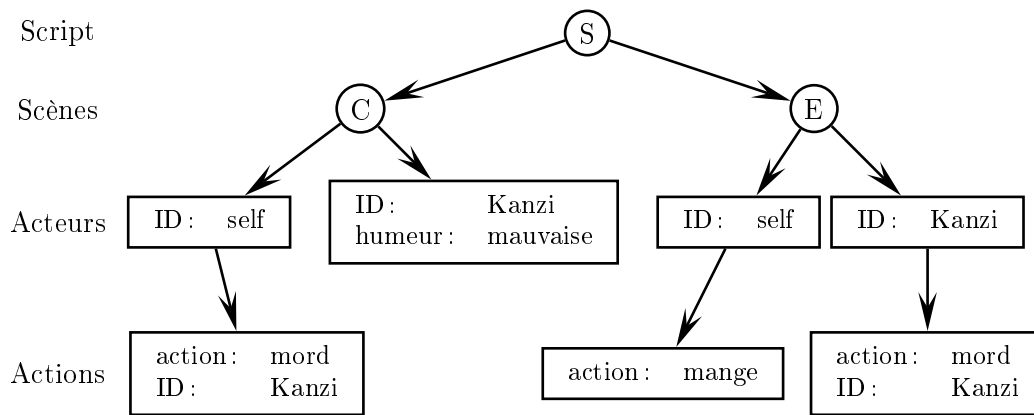 Script
S
Scènes
C
E
Acteurs
ID : self
ID : Kanzi
humeur : mauvaise
ID : self
ID : Kanzi
Actions
action : mord
ID : Kanzi
action : mange
action : mord
ID : Kanzi